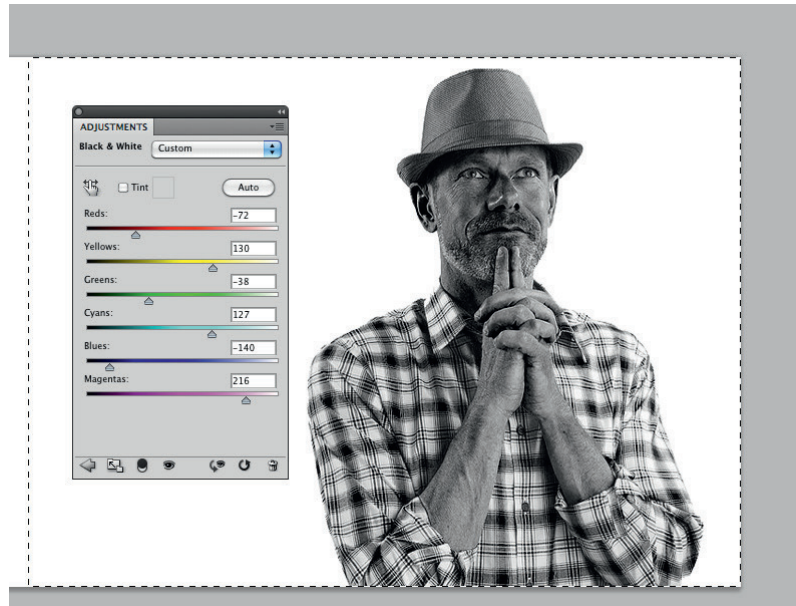 ADJUSTMENTS
Black & White Custom
Tint Auto
Reds: -72
Yellows: 130
Greens: -38
Cyans: 127
Blues: -140
Magentas: 216